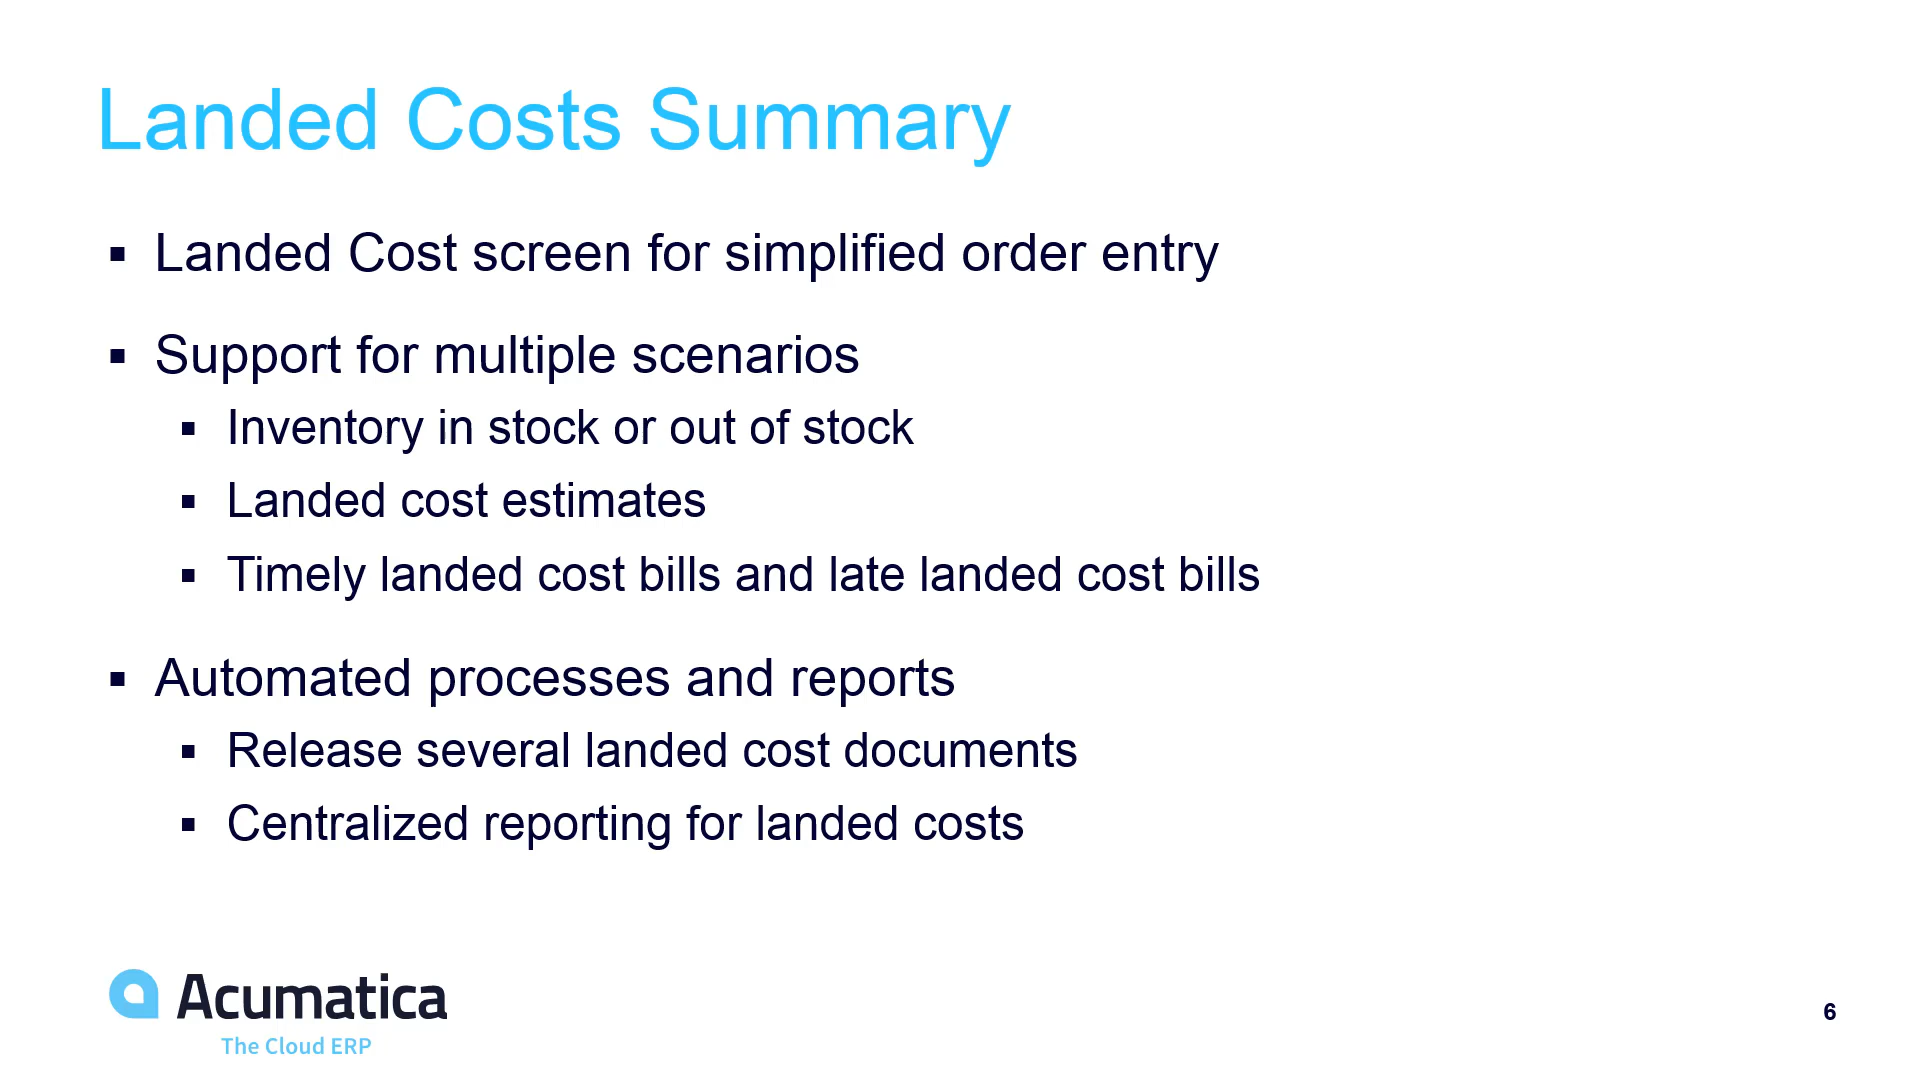 Landed Costs Summary
▪ Landed Cost screen for simplified order entry
▪ Support for multiple scenarios
▪ Inventory in stock or out of stock
▪ Landed cost estimates
▪ Timely landed cost bills and late landed cost bills
▪ Automated processes and reports
▪ Release several landed cost documents
▪ Centralized reporting for landed costs
Acumatica
The Cloud ERP
6